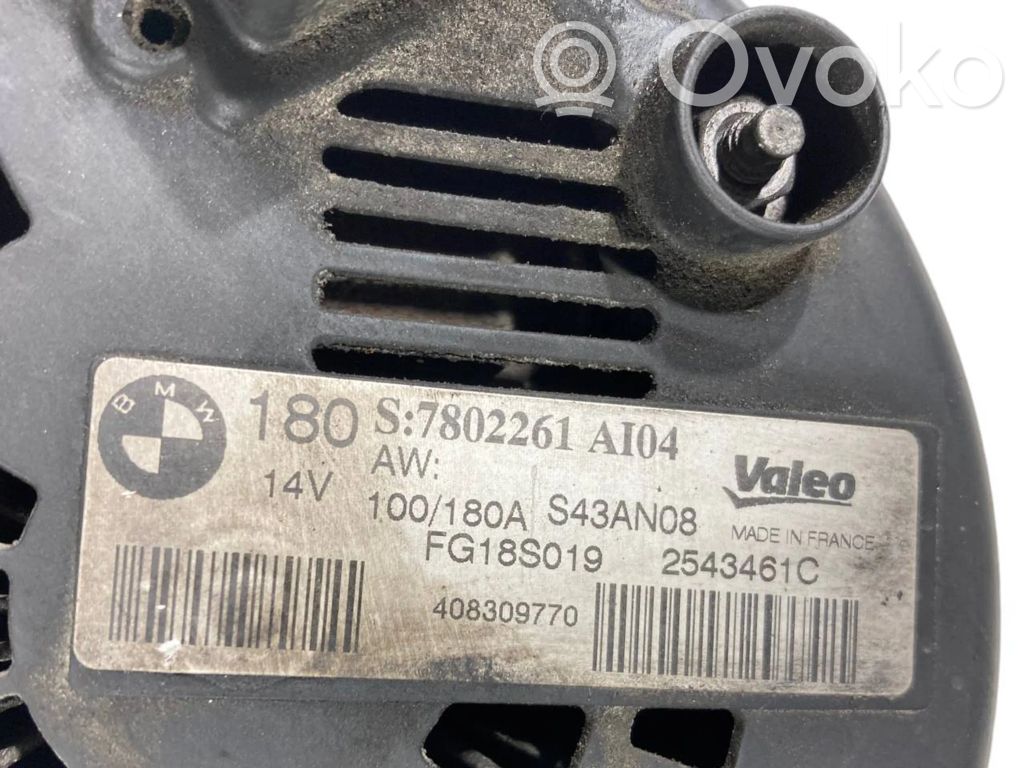 Ovoko
BMW
180 S:7802261 AI04
14V AW:
Valeo
100/180A S43AN08
MADE IN FRANCE
FG18S019 2543461C
408309770